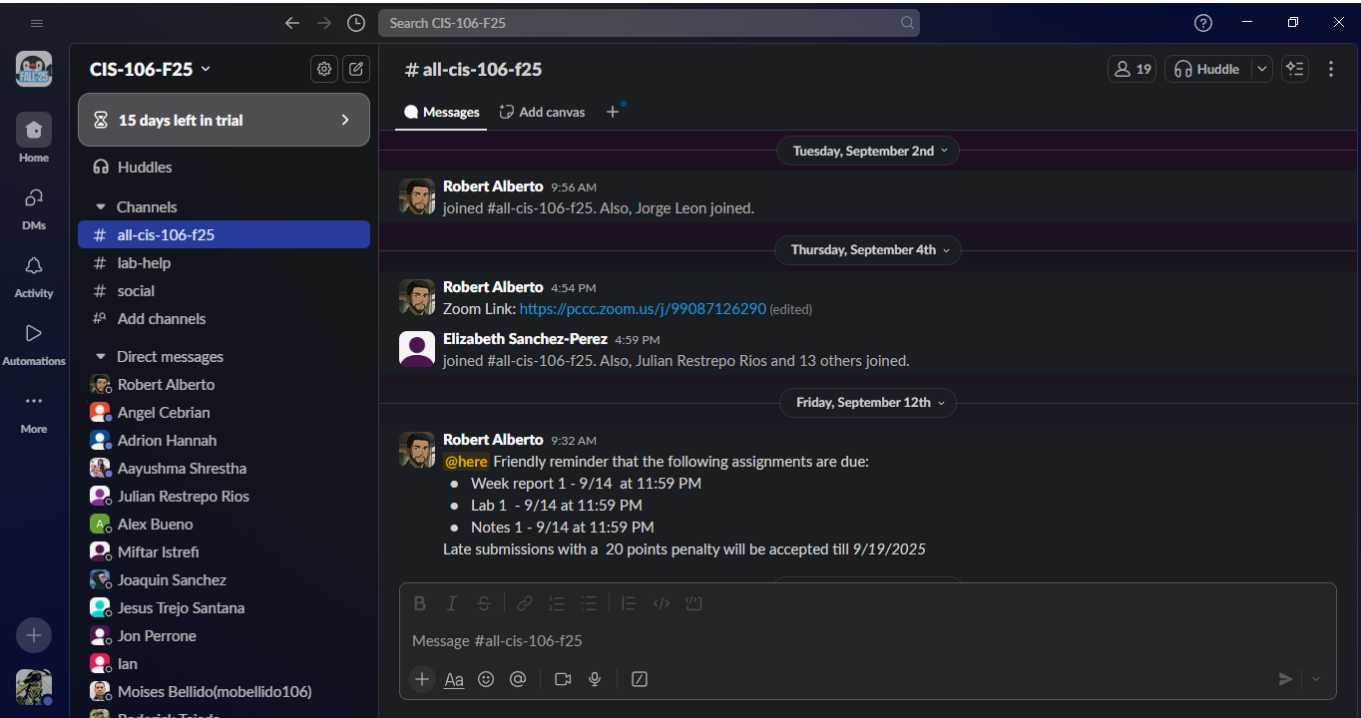 Search CIS-106-F25
FALL-25
CIS-106-F25
15 days left in trial
Home
DMs
Activity
Automations
More
Huddles
Channels
# all-cis-106-f25
# lab-help
# social
Add channels
Direct messages
Robert Alberto
Angel Cebrian
Adrion Hannah
Aayushma Shrestha
Julian Restrepo Rios
A Alex Bueno
Miftar Istrefi
Joaquin Sanchez
Jesus Trejo Santana
Jon Perrone
Ian
Moises Bellido(mobellido106)
# all-cis-106-f25
19
Huddle
Messages
Add canvas
Tuesday, September 2nd
Robert Alberto 9:56 AM
joined #all-cis-106-f25. Also, Jorge Leon joined.
Thursday, September 4th
Robert Alberto 4:54 PM
Zoom Link: https://pccc.zoom.us/j/99087126290 (edited)
Elizabeth Sanchez-Perez 4:59 PM
joined #all-cis-106-f25. Also, Julian Restrepo Rios and 13 others joined.
Friday, September 12th
Robert Alberto 9:32 AM
@here Friendly reminder that the following assignments are due:
• Week report 1 - 9/14 at 11:59 PM
• Lab 1 - 9/14 at 11:59 PM
• Notes 1 - 9/14 at 11:59 PM
Late submissions with a 20 points penalty will be accepted till 9/19/2025
B I S
Message #all-cis-106-f25
Aa